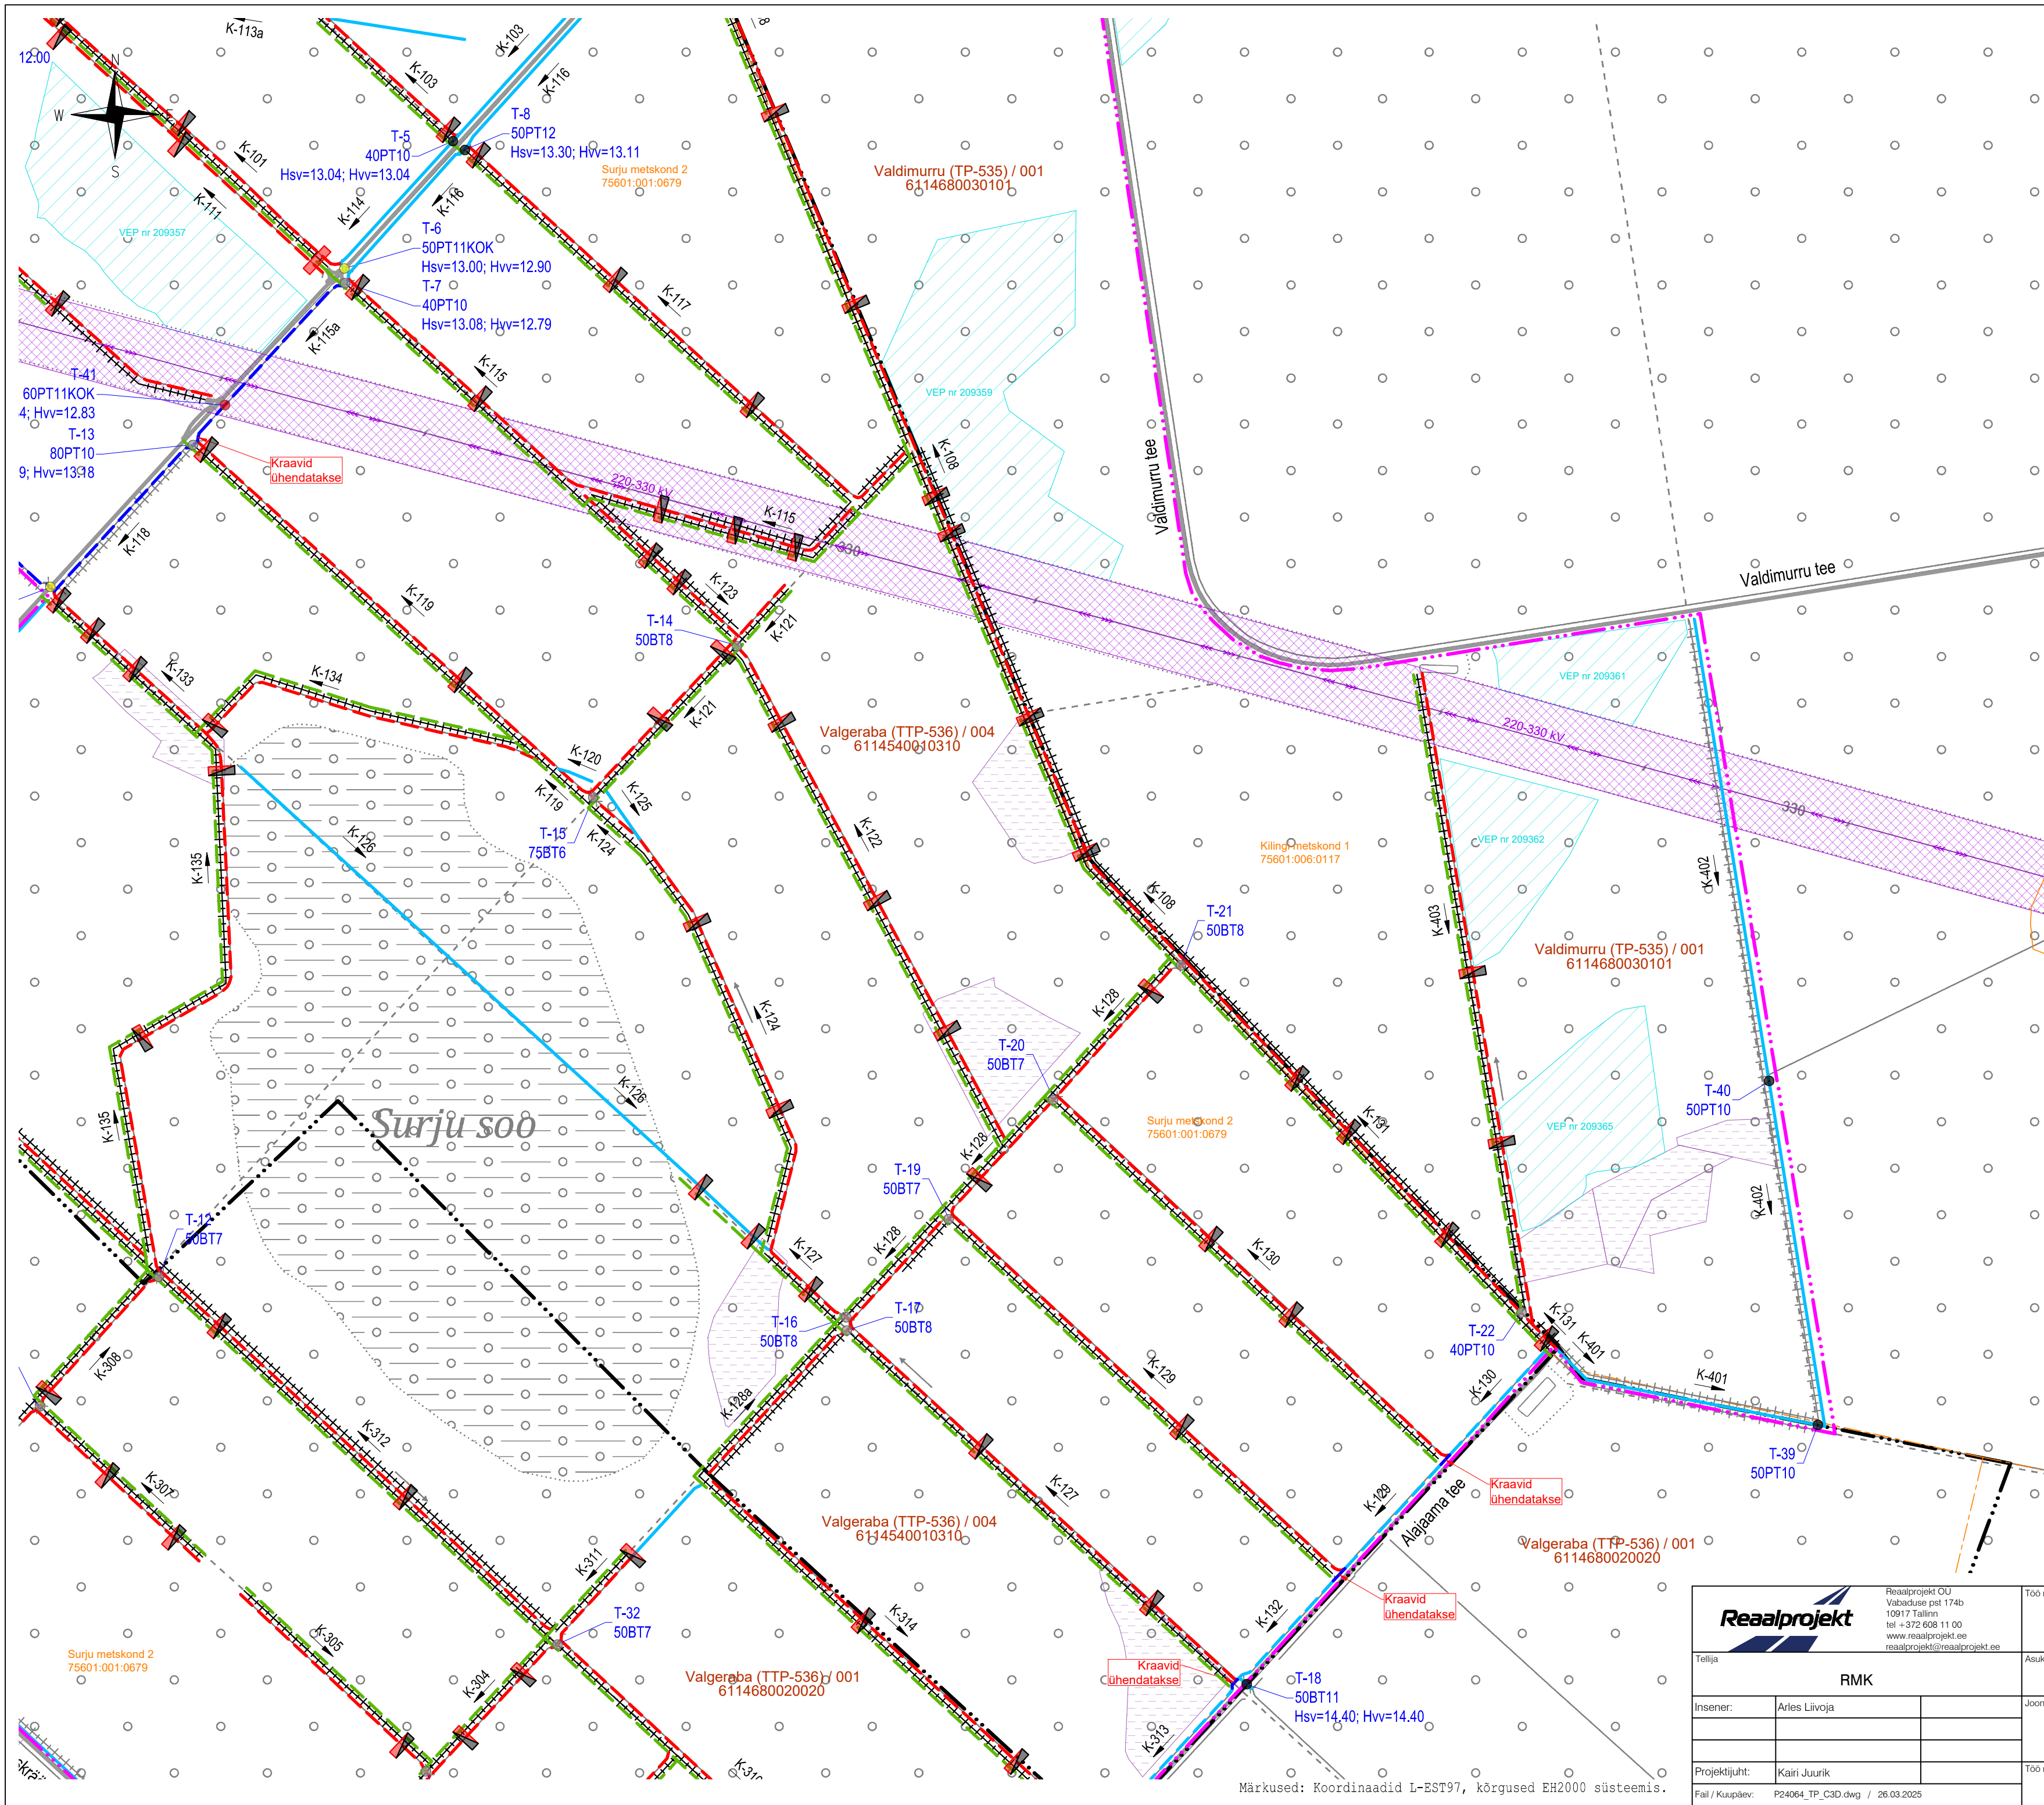 K-113a
K-103
K-116
12:00
N
W
S
K-103
T-8
50PT12
Hsv=13.30; Hvv=13.11
T-5
40PT10
Hsv=13.04; Hvv=13.04
K-101
Surju metskond 2
75601:001:0679
Valdimurru (TP-535) / 001
6114680030101
K-111
K-114
K-116
VEP nr 209357
T-6
50PT11KOK
Hsv=13.00; Hvv=12.90
T-7
40PT10
Hsv=13.08; Hvv=12.79
K-117
K-115a
K-115
T-41
60PT11KOK
4; Hvv=12.83
T-13
80PT10
9; Hvv=13.18
VEP nr 209359
Kraavid
ühendatakse
K-108
Valdimurru tee
220-330 kV
K-115
330
K-118
Valdimurru tee
K-119
K-123
K-121
T-14
50BT8
K-133
K-134
K-121
VEP nr 209361
Valgeraba (TTP-536) / 004
6114540010310
220-330 kV
K-120
K-119
K-125
K-124
330
T-15
75BT6
K-126
K-122
K-135
Kilingi metskond 1
75601:006:0117
VEP nr 209362
K-402
K-108
T-21
50BT8
K-403
Valdimurru (TP-535) / 001
6114680030101
K-128
K-124
T-20
50BT7
T-40
50PT10
K-126
Surju soo
K-135
Surju metskond 2
75601:001:0679
K-131
VEP nr 209365
K-128
T-19
50BT7
K-402
T-12
50BT7
K-127
K-128
K-130
T-16
50BT8
T-17
50BT8
K-131
K-401
T-22
40PT10
K-308
K-129
K-130
K-401
K-128a
K-312
T-39
50PT10
K-307
K-127
K-129
Alajaama tee
Kraavid
ühendatakse
Valgeraba (TTP-536) / 004
6114540010310
Valgeraba (TTP-536) / 001
6114680020020
K-311
T-32
50BT7
K-314
K-132
Kraavid
ühendatakse
K-305
Surju metskond 2
75601:001:0679
K-304
Valgeraba (TTP-536) / 001
6114680020020
Kraavid
ühendatakse
T-18
50BT11
Hsv=14.40; Hvv=14.40
K-313
Märkused: Koordinaadid L-EST97, kõrgused EH2000 süsteemis.
Reaalprojekt
Reaalprojekt OÜ
Vabaduse pst 174b
10917 Tallinn
tel +372 608 11 00
www.reaalprojekt.ee
reaalprojekt@reaalprojekt.ee
Töö
Tellija
RMK
Asuk
Insener: Arles Liivoja
Joon
Projektijuht: Kairi Juurik
Töö
Fail / Kuupäev: P24064_TP_C3D.dwg / 26.03.2025